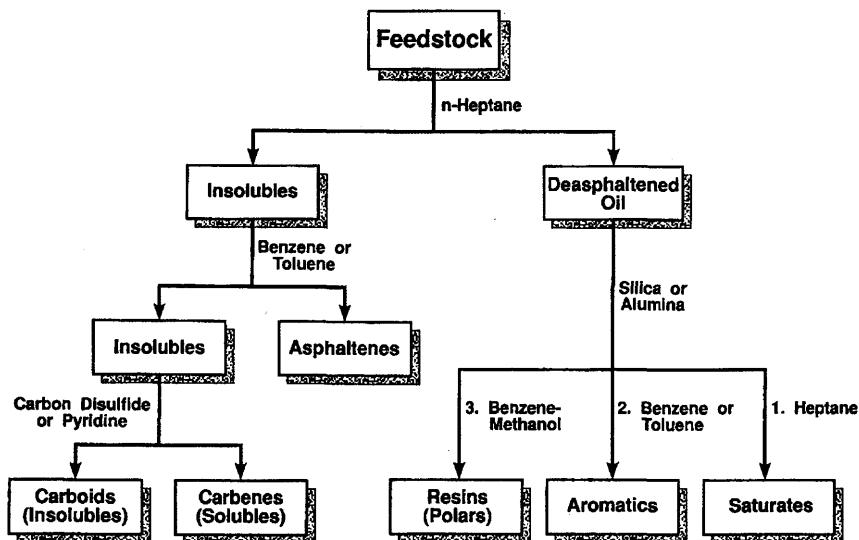 Feedstock
n-Heptane
Insolubles
Deasphaltened
Oil
Benzene or
Toluene
Silica or
Alumina
Insolubles
Asphaltenes
Carbon Disulfide
or Pyridine
3. Benzene-
Methanol
2. Benzene or
Toluene
1. Heptane
Carboids
(Insolubles)
Carbenes
(Solubles)
Resins
(Polars)
Aromatics
Saturates